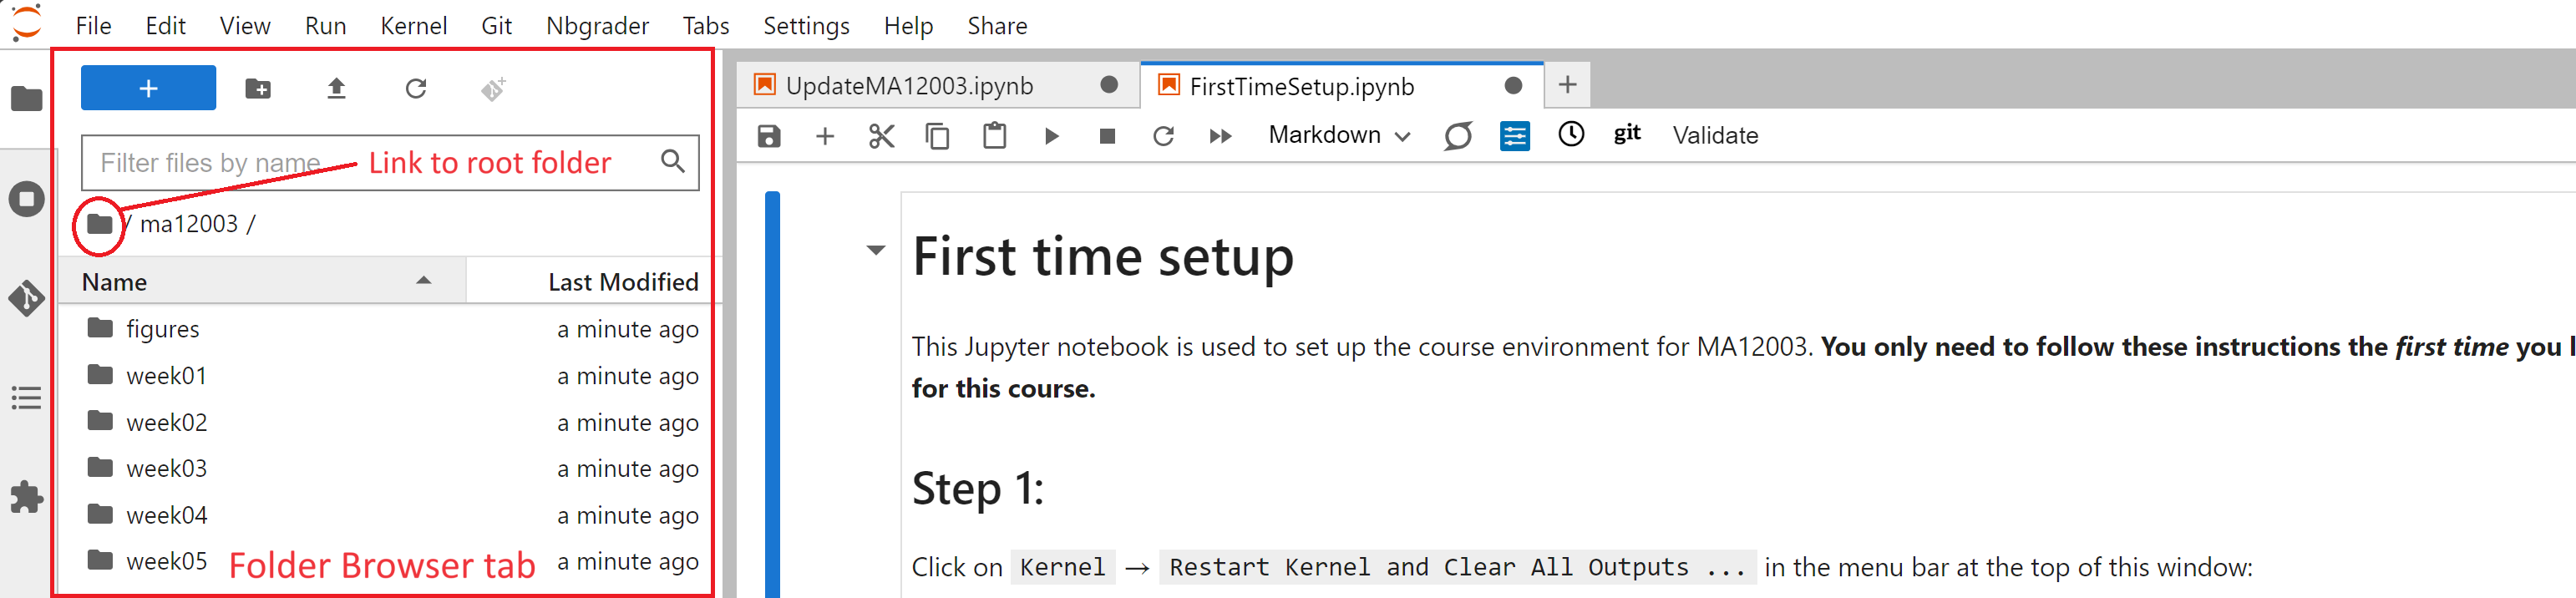 File Edit View Run Kernel Git Nbgrader Tabs Settings Help Share
UpdateMA12003.ipynb
FirstTimeSetup.ipynb
Markdown
git
Validate
Filter files by name
Link to root folder
/ ma12003 /
Name Last Modified
figures a minute ago
week01 a minute ago
week02 a minute ago
week03 a minute ago
week04 a minute ago
week05 a minute ago
Folder Browser tab
First time setup
This Jupyter notebook is used to set up the course environment for MA12003. You only need to follow these instructions the first time you
for this course.
Step 1:
Click on Kernel → Restart Kernel and Clear All Outputs ... in the menu bar at the top of this window: